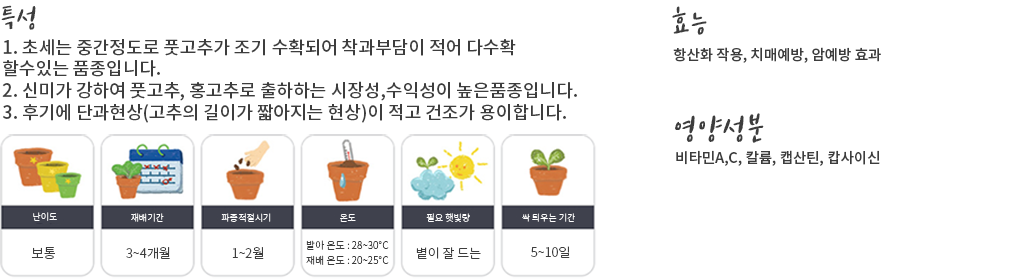 특성
1. 초세는 중간정도로 풋고추가 조기 수확되어 착과부담이 적어 다수확
할수있는 품종입니다.
2. 신미가 강하여 풋고추, 홍고추로 출하하는 시장성,수익성이 높은품종입니다.
3. 후기에 단과현상(고추의 길이가 짧아지는 현상)이 적고 건조가 용이합니다.
난이도
보통
재배기간
3~4개월
파종적절시기
1~2월
온도
발아 온도 : 28~30°C
재배 온도 : 20~25°C
필요 햇빛량
볕이 잘 드는
싹 틔우는 기간
5~10일
효능
항산화 작용, 치매예방, 암예방 효과
영양성분
비타민A,C, 칼륨, 캡산틴, 캅사이신